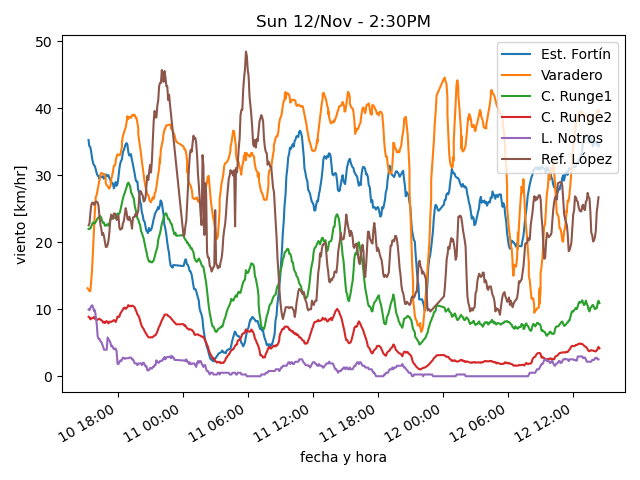 Sun 12/Nov - 2:30PM
Est. Fortín
Varadero
C. Runge1
C. Runge2
L. Notros
Ref. López
viento [km/hr]
50
40
30
20
10
0
10 18:00
11 00:00
11 06:00
11 12:00
11 18:00
12 00:00
12 06:00
12 12:00
fecha y hora